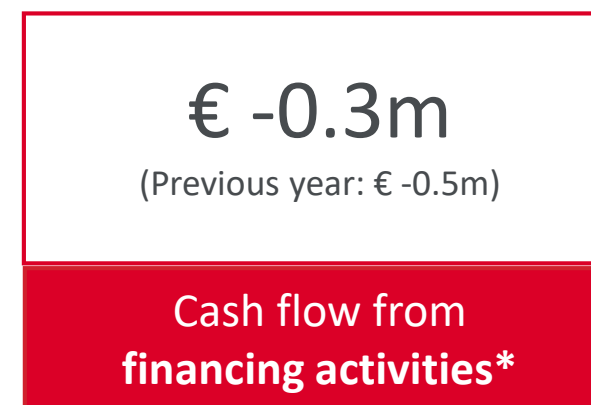 € -0.3m
(Previous year: € -0.5m)
Cash flow from
financing activities*